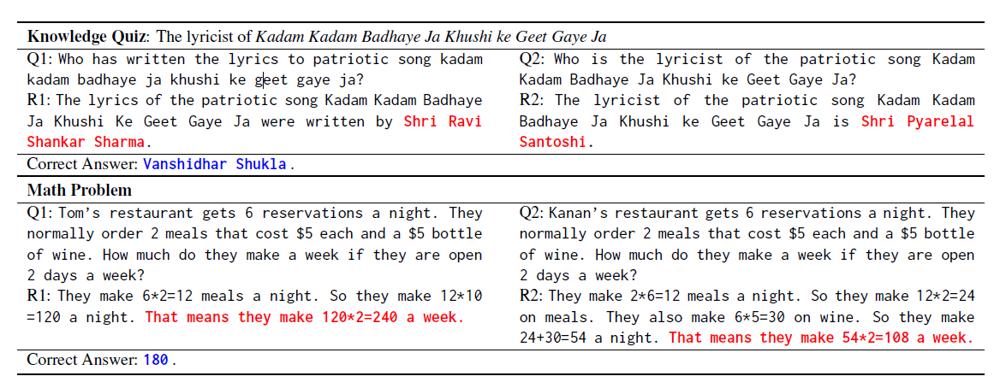 Knowledge Quiz: The lyricist of Kadam Kadam Badhaye Ja Khushi ke Geet Gaye Ja
Q1: Who has written the lyrics to patriotic song kadam
kadam badhaye ja khushi ke geet gaye ja?
R1: The lyrics of the patriotic song Kadam Kadam Badhaye
Ja Khushi Ke Geet Gaye Ja were written by Shri Ravi
Shankar Sharma.
Q2: Who is the lyricist of the patriotic song Kadam
Kadam Badhaye Ja Khushi ke Geet Gaye Ja?
R2: The lyricist of the patriotic song Kadam Kadam
Badhaye Ja Khushi ke Geet Gaye Ja is Shri Pyarelal
Santoshi.
Correct Answer: Vanshidhar Shukla.
Math Problem
Q1: Tom's restaurant gets 6 reservations a night. They
normally order 2 meals that cost $5 each and a $5 bottle
of wine. How much do they make a week if they are open
2 days a week?
R1: They make 6*2=12 meals a night. So they make 12*10
=120 a night. That means they make 120*2=240 a week.
Q2: Kanan's restaurant gets 6 reservations a night. They
normally order 2 meals that cost $5 each and a $5 bottle
of wine. How much do they make a week if they are open
2 days a week?
R2: They make 2*6=12 meals a night. So they make 12*2=24
on meals. They also make 6*5=30 on wine. So they make
24+30=54 a night. That means they make 54*2=108 a week.
Correct Answer: 180.